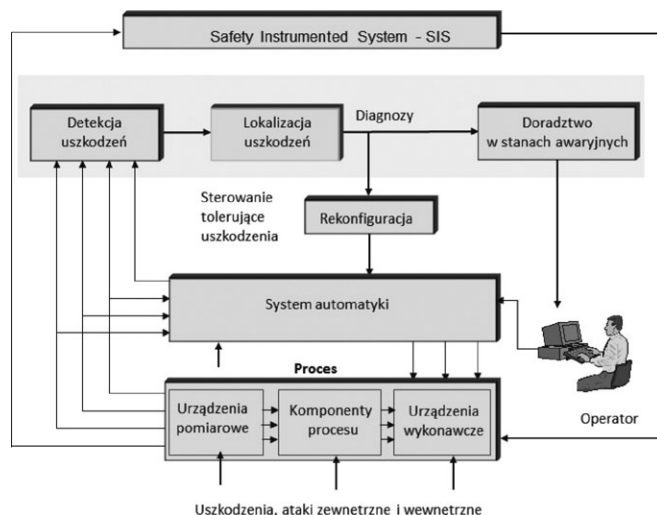 Safety Instrumented System - SIS
Detekcja
uszkodzeń
Lokalizacja
uszkodzeń
Diagnozy
Doradztwo
w stanach awaryjnych
Sterowanie
tolerujące
uszkodzenia
Rekonfiguracja
System automatyki
Proces
Urządzenia
pomiarowe
Komponenty
procesu
Urządzenia
wykonawcze
Operator
Uszkodzenia, ataki zewnetrzne i wewnetrzne